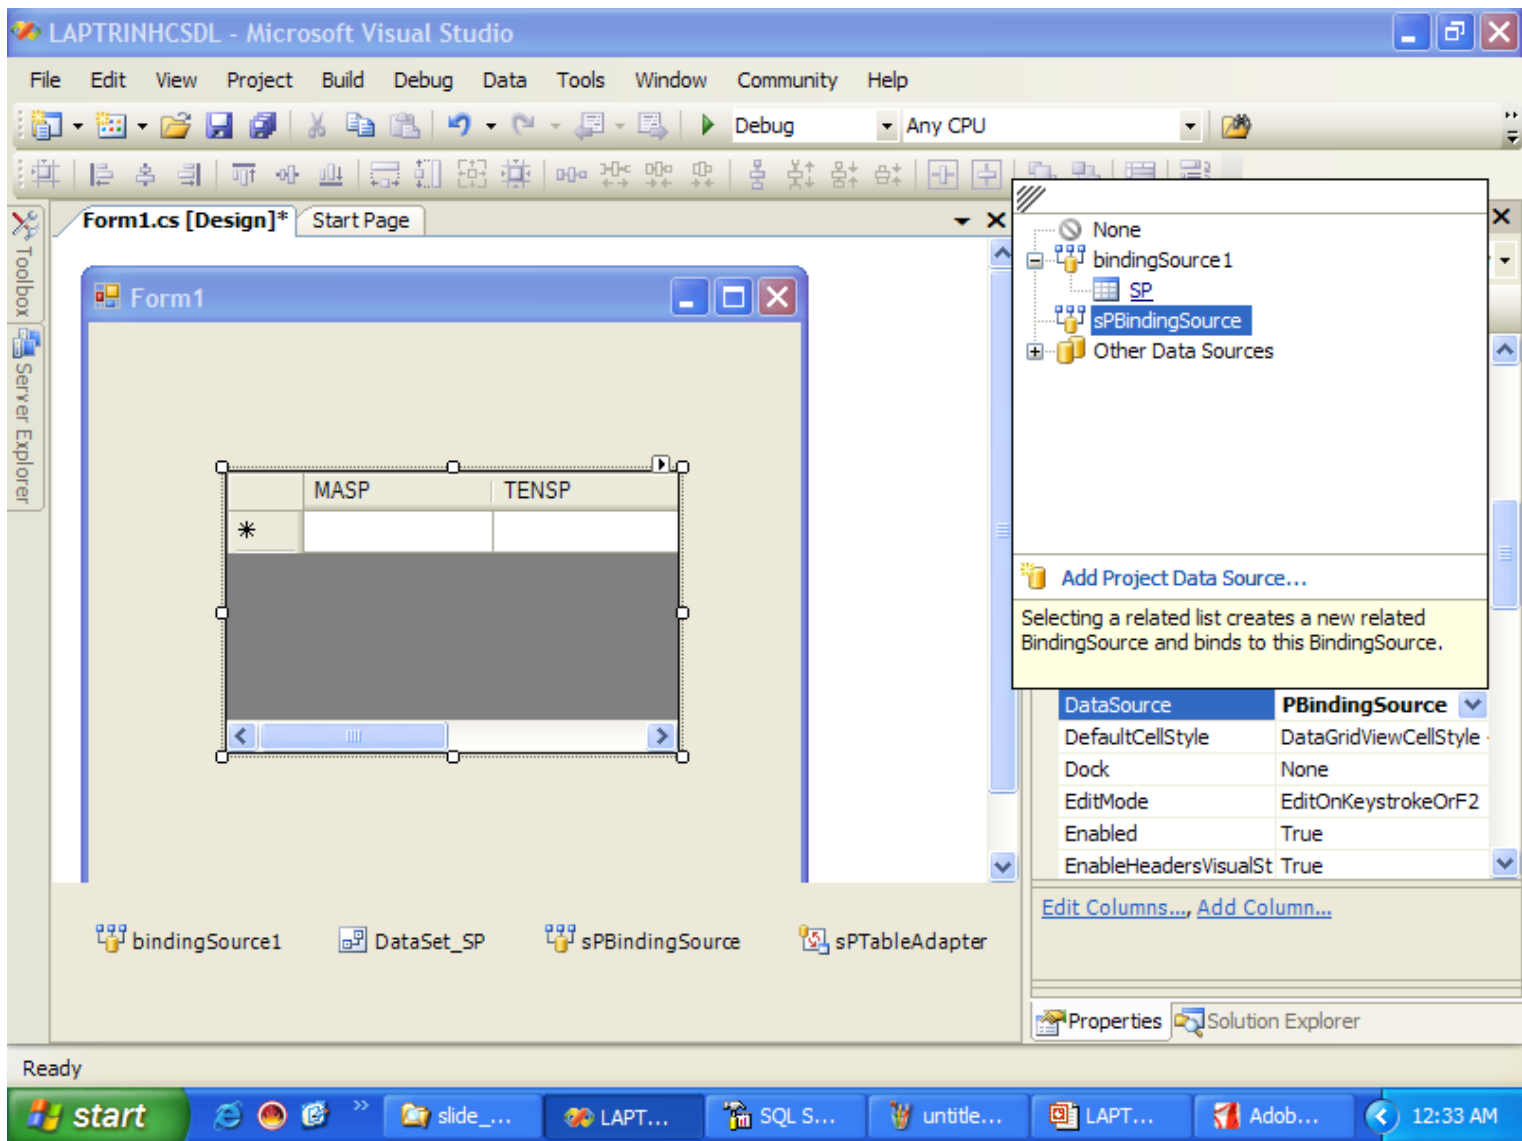 LAPTRINHCSDL - Microsoft Visual Studio
File Edit View Project Build Debug Data Tools Window Community Help
Debug Any CPU
Form1.cs [Design]* Start Page
Toolbox
Server Explorer
Form1
MASP TENSP
None
bindingSource1
SP
sPBindingSource
Other Data Sources
Add Project Data Source...
Selecting a related list creates a new related
BindingSource and binds to this BindingSource.
DataSource PBindingSource
DefaultCellStyle DataGridViewCellStyle
Dock None
EditMode EditOnKeystrokeOrF2
Enabled True
EnableHeadersVisualSt True
Edit Columns..., Add Column...
bindingSource1 DataSet_SP sPBindingSource sPTableAdapter
Properties Solution Explorer
Ready
start slide_... LAPT... SQL S... untitle... LAPT... Adob... 12:33 AM